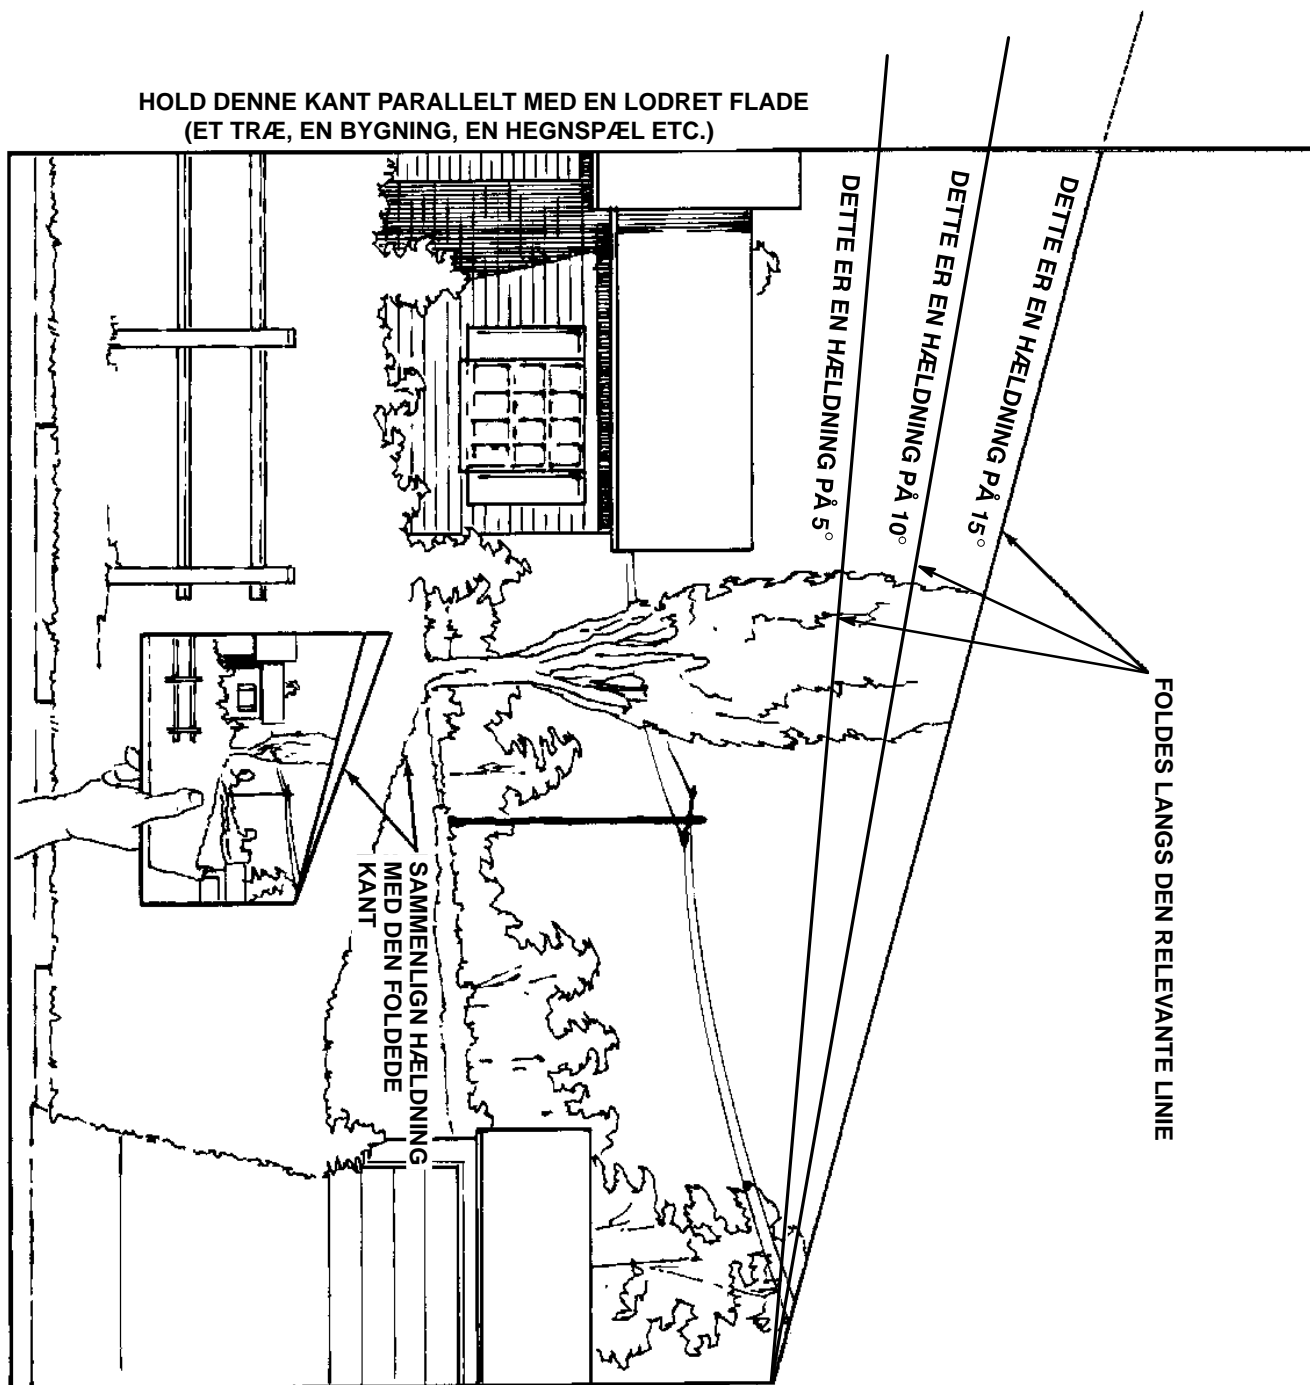 HOLD DENNE KANT PARALLELT MED EN LODRET FLADE
(ET TRÆ, EN BYGNING, EN HEGNSPÆL ETC.)
DETTE ER EN HÆLDNING PÅ 15°
DETTE ER EN HÆLDNING PÅ 10°
DETTE ER EN HÆLDNING PÅ 5°
FOLDES LANGS DEN RELEVANTE LINIE
SAMMENLIGN HÆLDNING
MED DEN FOLDEDE
KANT